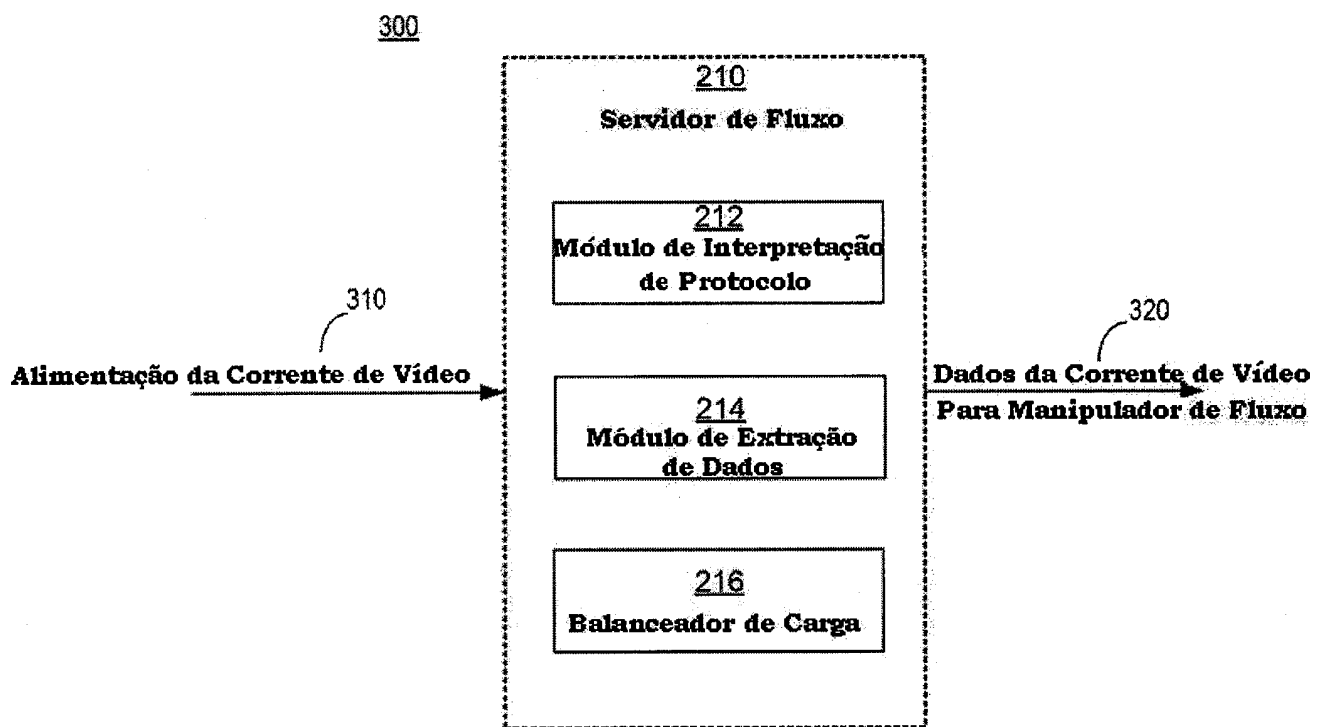 300
210
Servidor de Fluxo
212
Módulo de Interpretação
de Protocolo
310
Alimentação da Corrente de Vídeo
320
Dados da Corrente de Vídeo
Para Manipulador de Fluxo
214
Módulo de Extração
de Dados
216
Balanceador de Carga